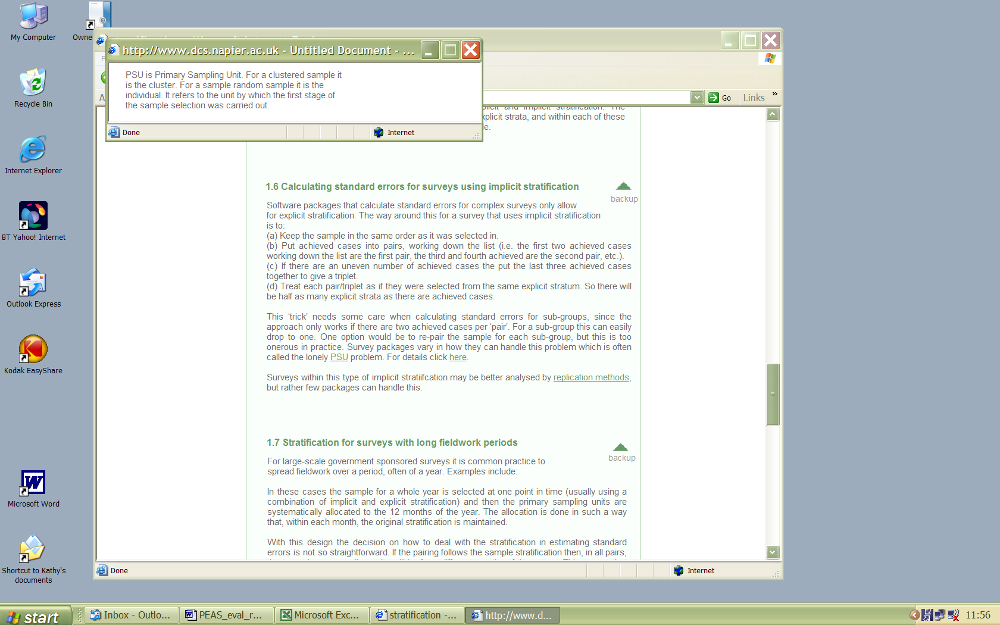 My Computer
Owne
Recycle Bin
Internet Explorer
BT Yahoo! Internet
Outlook Express
Kodak EasyShare
Microsoft Word
Shortcut to Kathy's
documents
http://www.dcs.napier.ac.uk - Untitled Document - ...
PSU is Primary Sampling Unit. For a clustered sample it
is the cluster. For a sample random sample it is the
individual. It refers to the unit by which the first stage of
the sample selection was carried out.
Done
Internet
Go
Links
and implicit stratification. The
explicit strata, and within each of these
1.6 Calculating standard errors for surveys using implicit stratification
backup
Software packages that calculate standard errors for complex surveys only allow
for explicit stratification. The way around this for a survey that uses implicit stratification
is to:
(a) Keep the sample in the same order as it was selected in.
(b) Put achieved cases into pairs, working down the list (i.e. the first two achieved cases
working down the list are the first pair, the third and fourth achieved are the second pair, etc.).
(c) If there are an uneven number of achieved cases the put the last three achieved cases
together to give a triplet.
(d) Treat each pair/triplet as if they were selected from the same explicit stratum. So there will
be half as many explicit strata as there are achieved cases.
This ‘trick’ needs some care when calculating standard errors for sub-groups, since the
approach only works if there are two achieved cases per ‘pair’. For a sub-group this can easily
drop to one. One option would be to re-pair the sample for each sub-group, but this is too
onerous in practice. Survey packages vary in how they can handle this problem which is often
called the lonely PSU problem. For details click here.
Surveys within this type of implicit stratiifcation may be better analysed by replication methods,
but rather few packages can handle this.
1.7 Stratification for surveys with long fieldwork periods
backup
For large-scale government sponsored surveys it is common practice to
spread fieldwork over a period, often of a year. Examples include:
In these cases the sample for a whole year is selected at one point in time (usually using a
combination of implicit and explicit stratification) and then the primary sampling units are
systematically allocated to the 12 months of the year. The allocation is done in such a way
that, within each month, the original stratification is maintained.
With this design the decision on how to deal with the stratification in estimating standard
errors is not so straightforward. If the pairing follows the sample stratification then, in all pairs,
Done
Internet
start
Inbox - Outlo...
PEAS_eval_r...
Microsoft Exc...
stratification -...
http://www.d...
11:56